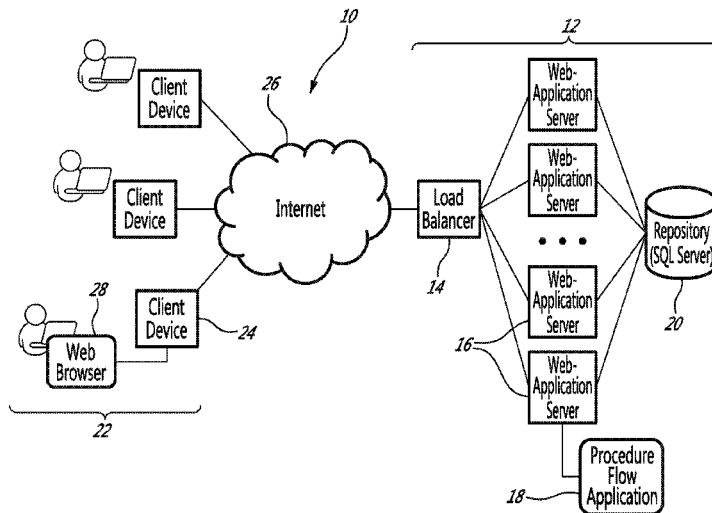 10
12
26
Client
Device
Client
Device
Internet
Load
Balancer
14
Web-
Application
Server
Web-
Application
Server
• • •
Web-
Application
Server
16
Web-
Application
Server
Repository
(SQL Server)
20
28
Web
Browser
Client
Device
24
22
Procedure
Flow
Application
18